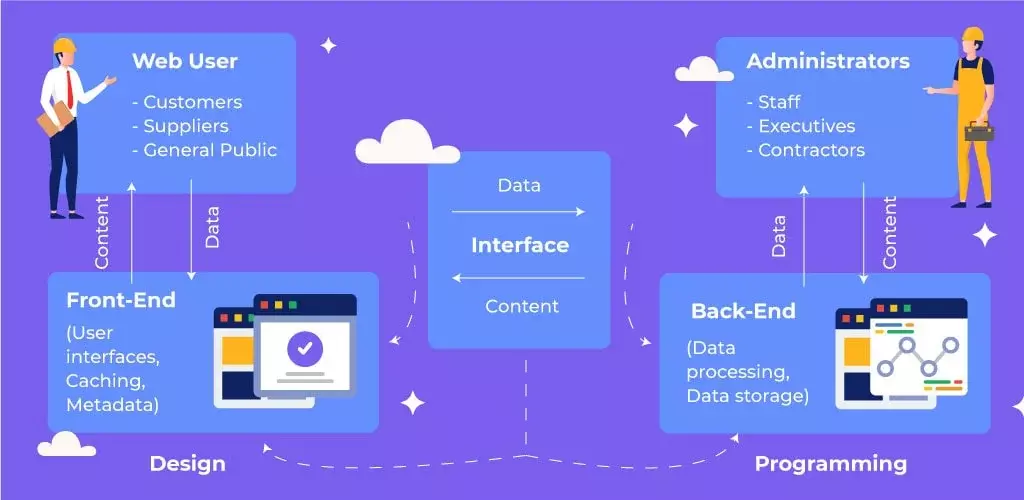 Web User
- Customers
- Suppliers
- General Public
Content
Data
Front-End
(User
interfaces,
Caching,
Metadata)
Design
Data
Interface
Content
Administrators
- Staff
- Executives
- Contractors
Data
Content
Back-End
(Data
processing,
Data storage)
Programming